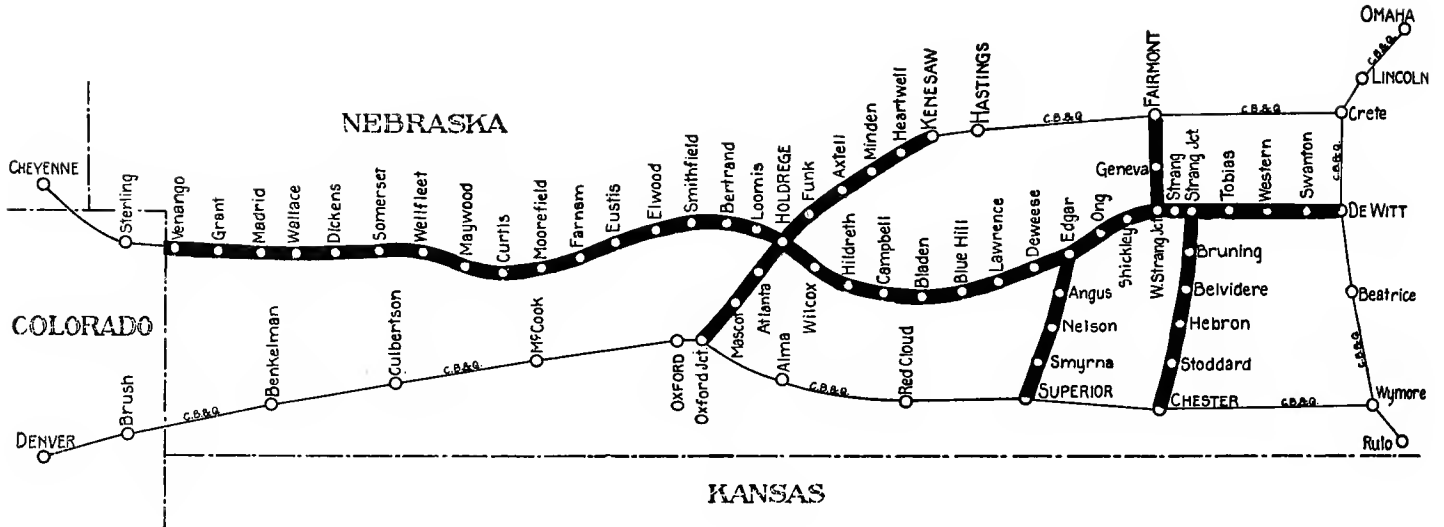 OMAHA
C.B.&Q.
LINCOLN
NEBRASKA
CHEYENNE
Sterling
Venango
Grant
Madrid
Wallace
Dickens
Somerset
Wellfleet
Maywood
Curtis
Moorefield
Farnam
Eustis
Elwood
Smithfield
Bertrand
Loomis
HOLDREGE
Funk
Axtell
Minden
Heartwell
KENESAW
HASTINGS
C.B.&Q.
FAIRMONT
C.B.&Q.
Crete
Geneva
Strang
Strang Jct
Tobias
Western
Swanton
C.B.&Q.
DE WITT
Wilcox
Hildreth
Campbell
Bladen
Blue Hill
Lawrence
Deweese
Edgar
Ong
Shickley
W. Strang Jct.
Bruning
Angus
Belvidere
Beatrice
COLORADO
Nelson
Hebron
Smyrna
Stoddard
C.B.&Q.
DENVER
Brush
C.B.&Q.
Benkelman
Culbertson
C.B.&Q.
McCook
OXFORD
Oxford Jct.
Mascot
Atlanta
Alma
C.B.&Q.
Red Cloud
SUPERIOR
CHESTER
C.B.&Q.
Wymore
Rulo
KANSAS